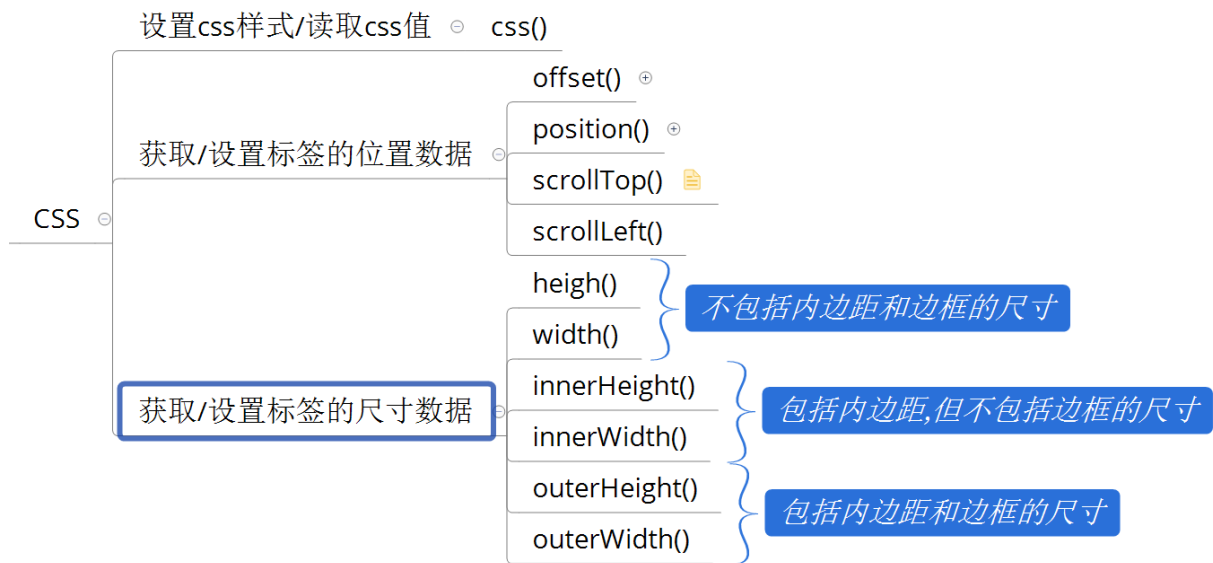 设置css样式/读取css值
css()
offset()
position()
获取/设置标签的位置数据
scrollTop()
CSS
scrollLeft()
heigh()
不包括内边距和边框的尺寸
width()
innerHeight()
获取/设置标签的尺寸数据
包括内边距,但不包括边框的尺寸
innerWidth()
outerHeight()
包括内边距和边框的尺寸
outerWidth()